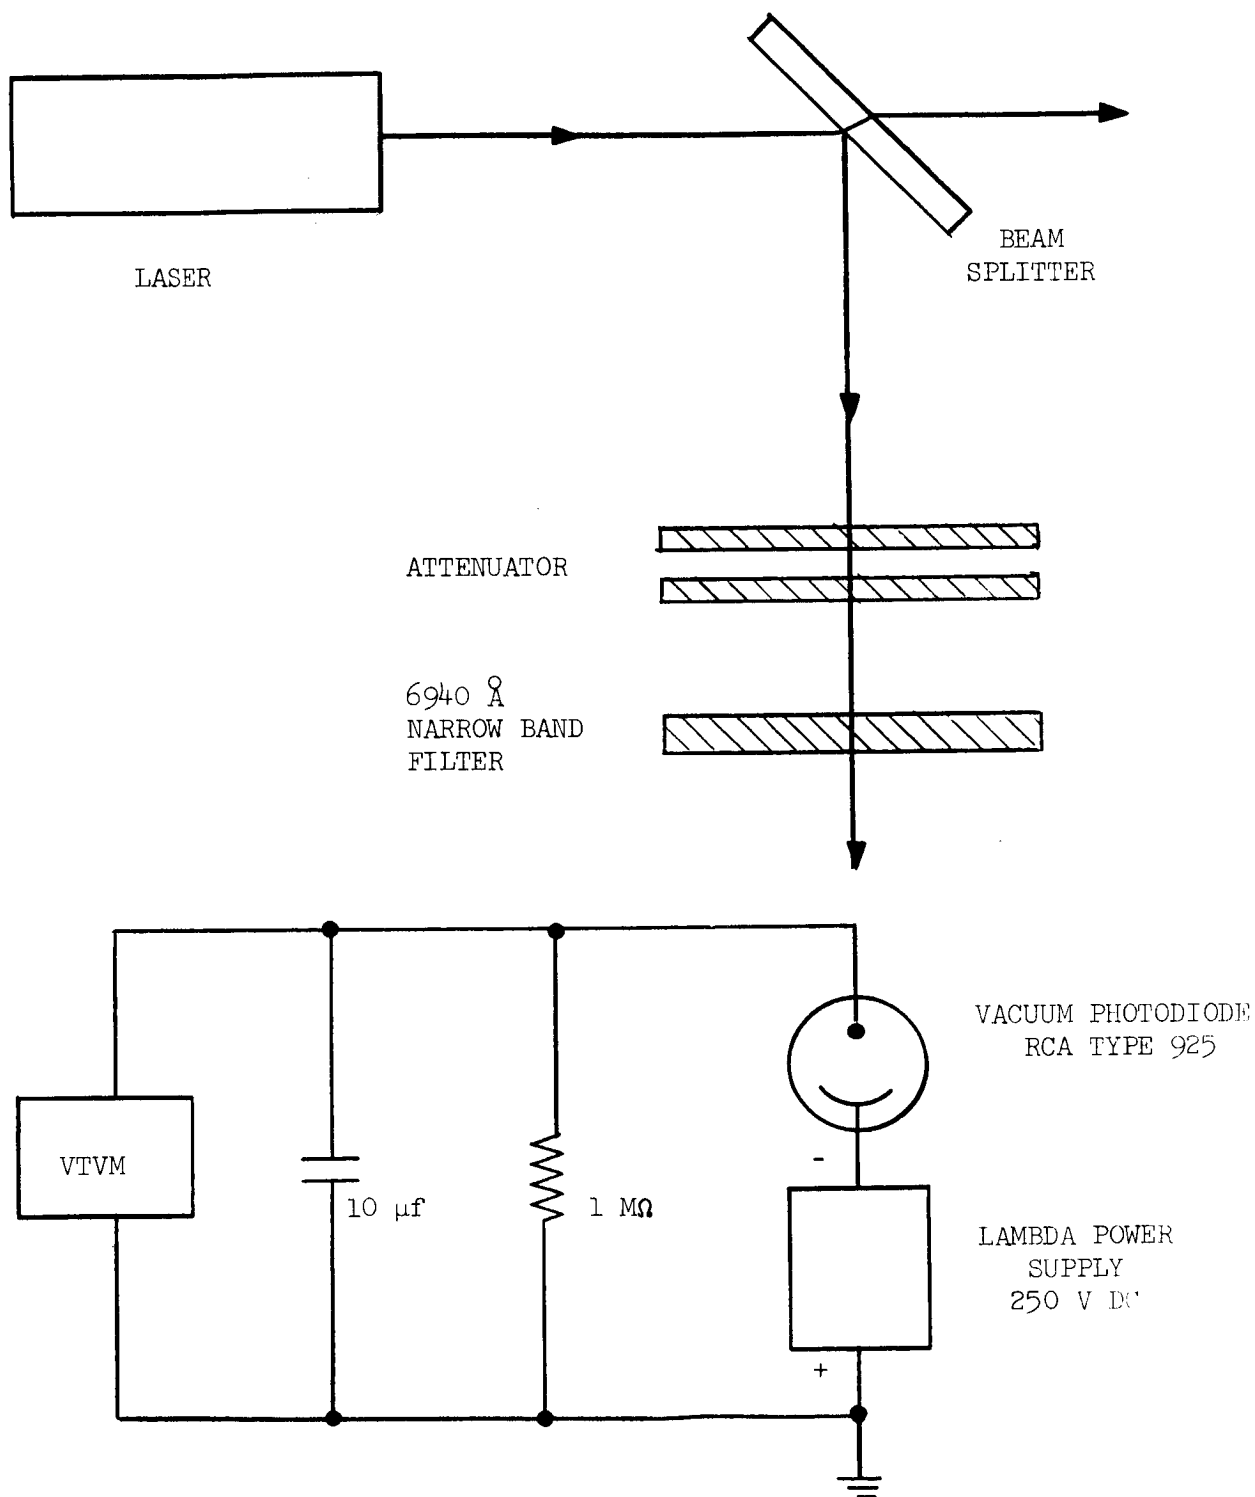 LASER
BEAM
SPLITTER
ATTENUATOR
6940 Å
NARROW BAND
FILTER
VACUUM PHOTODIODE
RCA TYPE 925
-
VTVM
10 µf
1 MΩ
LAMBDA POWER
SUPPLY
250 V DC
+